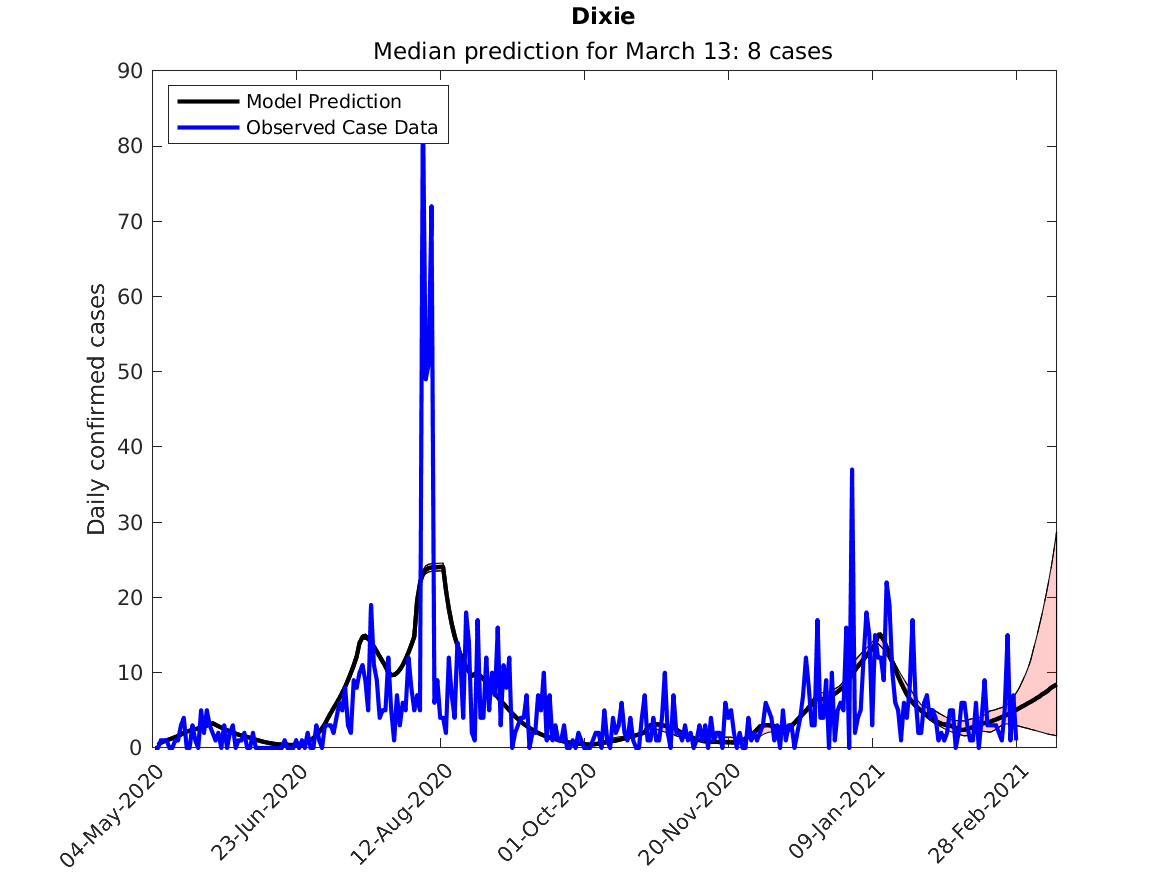 Dixie
Median prediction for March 13: 8 cases
Model Prediction
Observed Case Data
Daily confirmed cases
90
80
70
60
50
40
30
20
10
0
04-May-2020
23-Jun-2020
12-Aug-2020
01-Oct-2020
20-Nov-2020
09-Jan-2021
28-Feb-2021